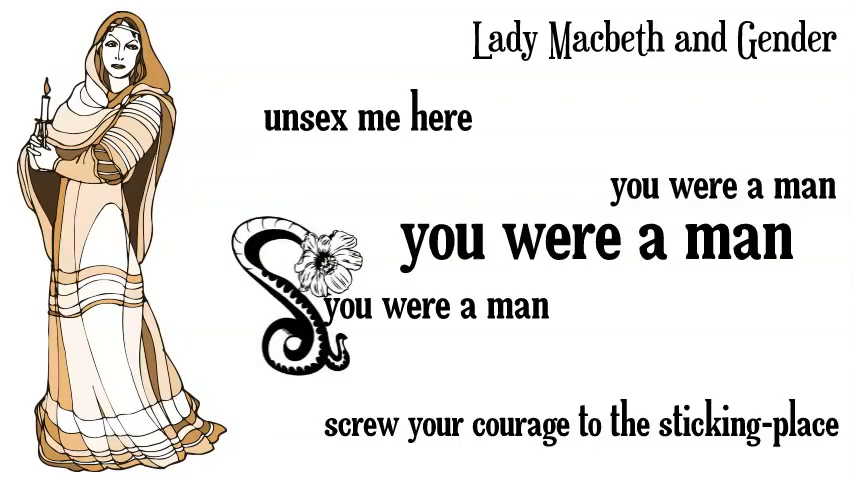 Lady Macbeth and Gender
unsex me here
you were a man
you were a man
you were a man
screw your courage to the sticking-place